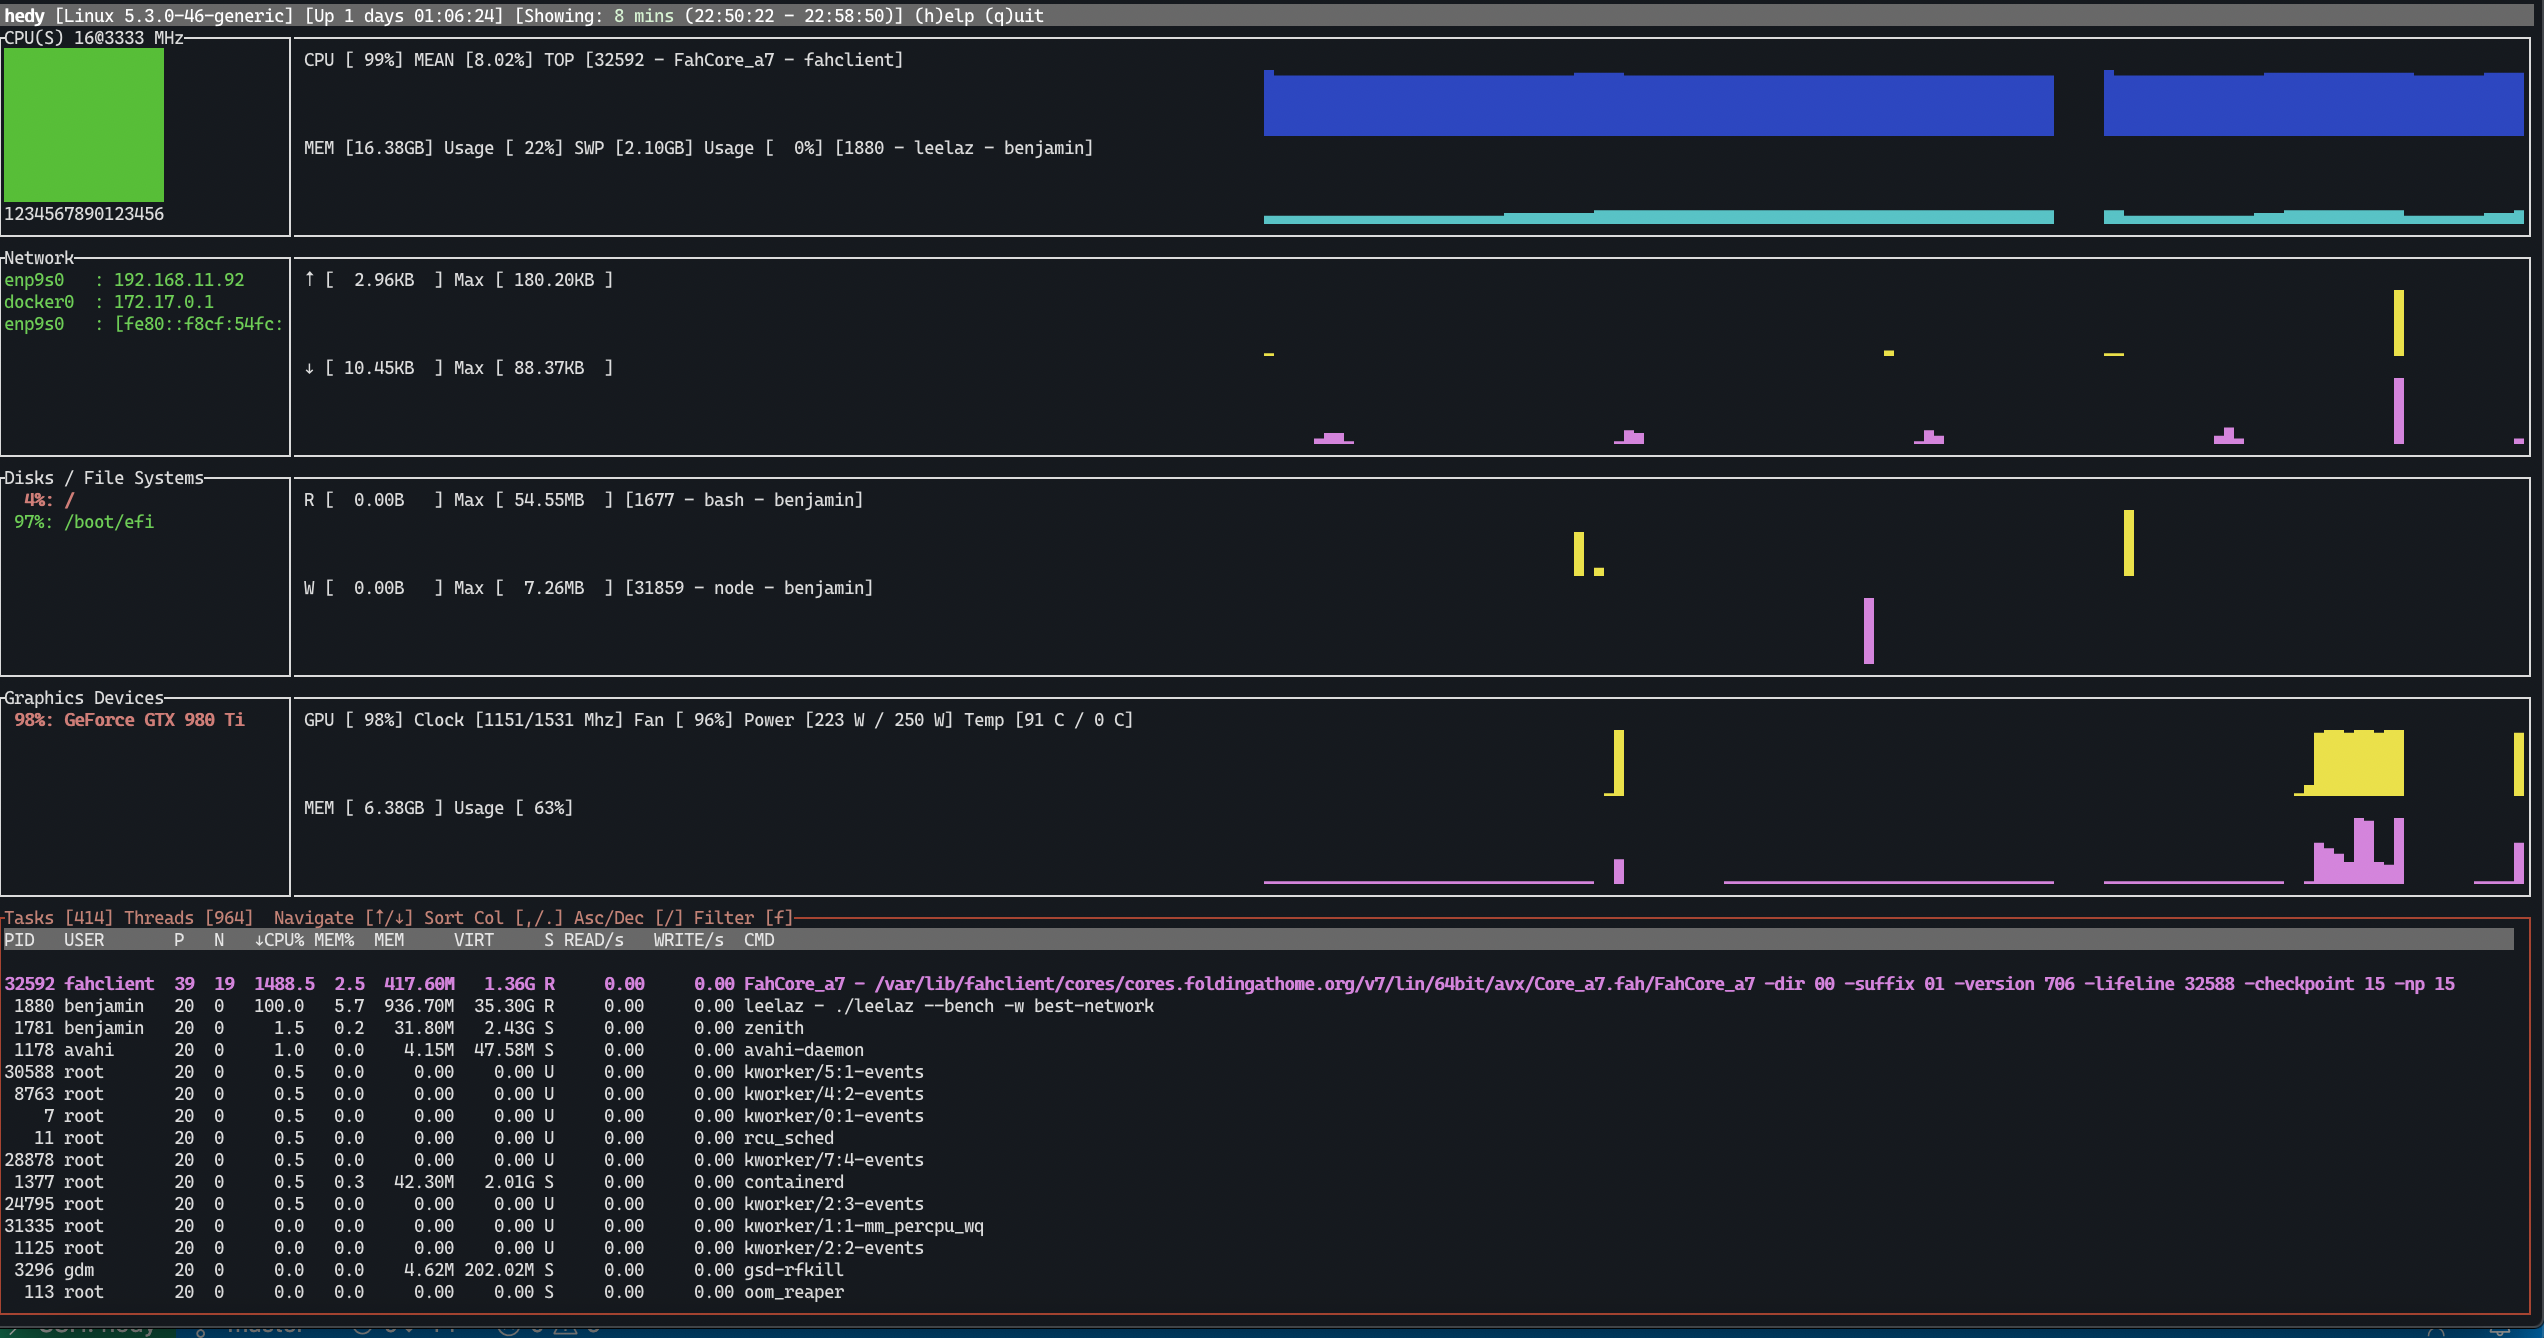 hedy [Linux 5.3.0-46-generic] [Up 1 days 01:06:24] [Showing: 8 mins (22:50:22 - 22:58:50)] (h)elp (q)uit
CPU(S) 16@3333 MHz
1234567890123456
CPU [ 99%] MEAN [8.02%] TOP [32592 - FahCore_a7 - fahclient]
MEM [16.38GB] Usage [ 22%] SWP [2.10GB] Usage [  0%] [1880 - leelaz - benjamin]
Network
enp9s0   : 192.168.11.92
docker0  : 172.17.0.1
enp9s0   : [fe80::f8cf:54fc:
↑ [  2.96KB  ] Max [ 180.20KB ]
↓ [ 10.45KB  ] Max [ 88.37KB  ]
Disks / File Systems
4%: /
97%: /boot/efi
R [  0.00B   ] Max [ 54.55MB  ] [1677 - bash - benjamin]
W [  0.00B   ] Max [  7.26MB  ] [31859 - node - benjamin]
Graphics Devices
98%: GeForce GTX 980 Ti
GPU [ 98%] Clock [1151/1531 Mhz] Fan [ 96%] Power [223 W / 250 W] Temp [91 C / 0 C]
MEM [ 6.38GB ] Usage [ 63%]
Tasks [414] Threads [964]  Navigate [↑/↓] Sort Col [,/.] Asc/Dec [/] Filter [f]
PID   USER       P   N   ↓CPU% MEM%  MEM     VIRT     S READ/s   WRITE/s  CMD
32592 fahclient  39  19  1488.5  2.5  417.60M   1.36G R     0.00     0.00 FahCore_a7 - /var/lib/fahclient/cores/cores.foldingathome.org/v7/lin/64bit/avx/Core_a7.fah/FahCore_a7 -dir 00 -suffix 01 -version 706 -lifeline 32588 -checkpoint 15 -np 15
1880 benjamin   20  0   100.0   5.7  936.70M  35.30G R     0.00     0.00 leelaz - ./leelaz --bench -w best-network
1781 benjamin   20  0     1.5   0.2   31.80M   2.43G S     0.00     0.00 zenith
1178 avahi      20  0     1.0   0.0    4.15M  47.58M S     0.00     0.00 avahi-daemon
30588 root       20  0     0.5   0.0     0.00    0.00 U     0.00     0.00 kworker/5:1-events
8763 root       20  0     0.5   0.0     0.00    0.00 U     0.00     0.00 kworker/4:2-events
7 root       20  0     0.5   0.0     0.00    0.00 U     0.00     0.00 kworker/0:1-events
11 root       20  0     0.5   0.0     0.00    0.00 U     0.00     0.00 rcu_sched
28878 root       20  0     0.5   0.0     0.00    0.00 U     0.00     0.00 kworker/7:4-events
1377 root       20  0     0.5   0.3   42.30M   2.01G S     0.00     0.00 containerd
24795 root       20  0     0.5   0.0     0.00    0.00 U     0.00     0.00 kworker/2:3-events
31335 root       20  0     0.0   0.0     0.00    0.00 U     0.00     0.00 kworker/1:1-mm_percpu_wq
1125 root       20  0     0.0   0.0     0.00    0.00 U     0.00     0.00 kworker/2:2-events
3296 gdm        20  0     0.0   0.0    4.62M 202.02M S     0.00     0.00 gsd-rfkill
113 root       20  0     0.0   0.0     0.00    0.00 S     0.00     0.00 oom_reaper